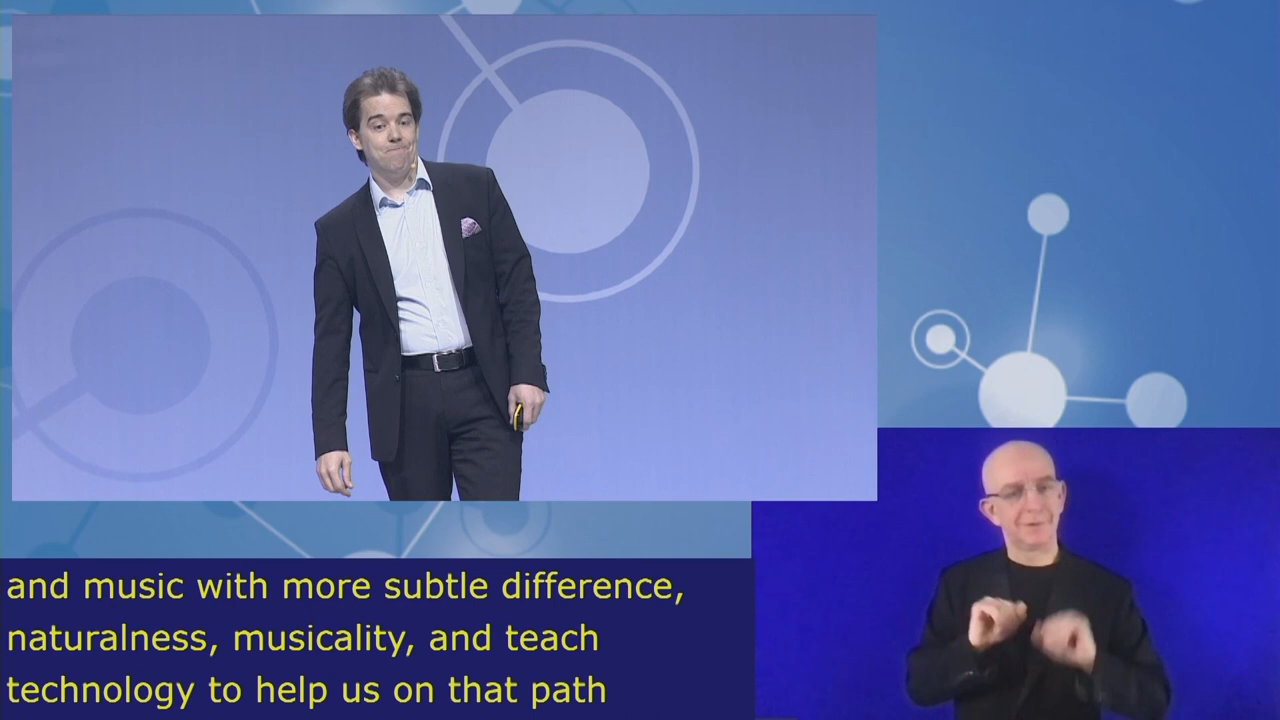 and music with more subtle difference,
naturalness, musicality, and teach
technology to help us on that path